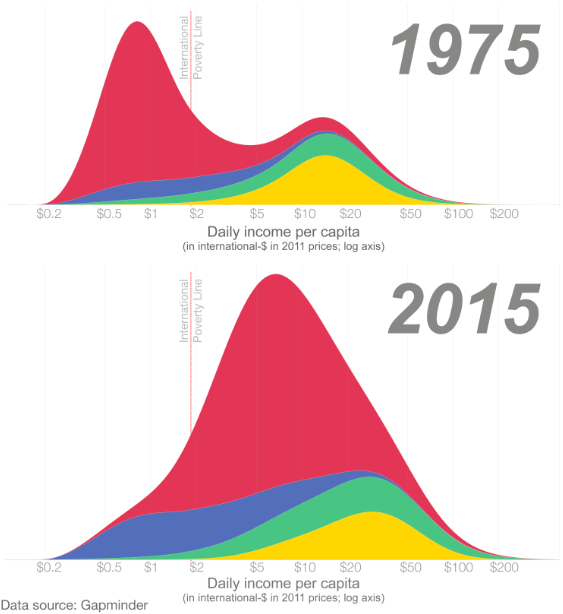 1975
International
Poverty Line
$0.2 $0.5 $1 $2 $5 $10 $20 $50 $100 $200
Daily income per capita
(in international-$ in 2011 prices; log axis)
2015
International
Poverty Line
$0.2 $0.5 $1 $2 $5 $10 $20 $50 $100 $200
Daily income per capita
(in international-$ in 2011 prices; log axis)
Data source: Gapminder